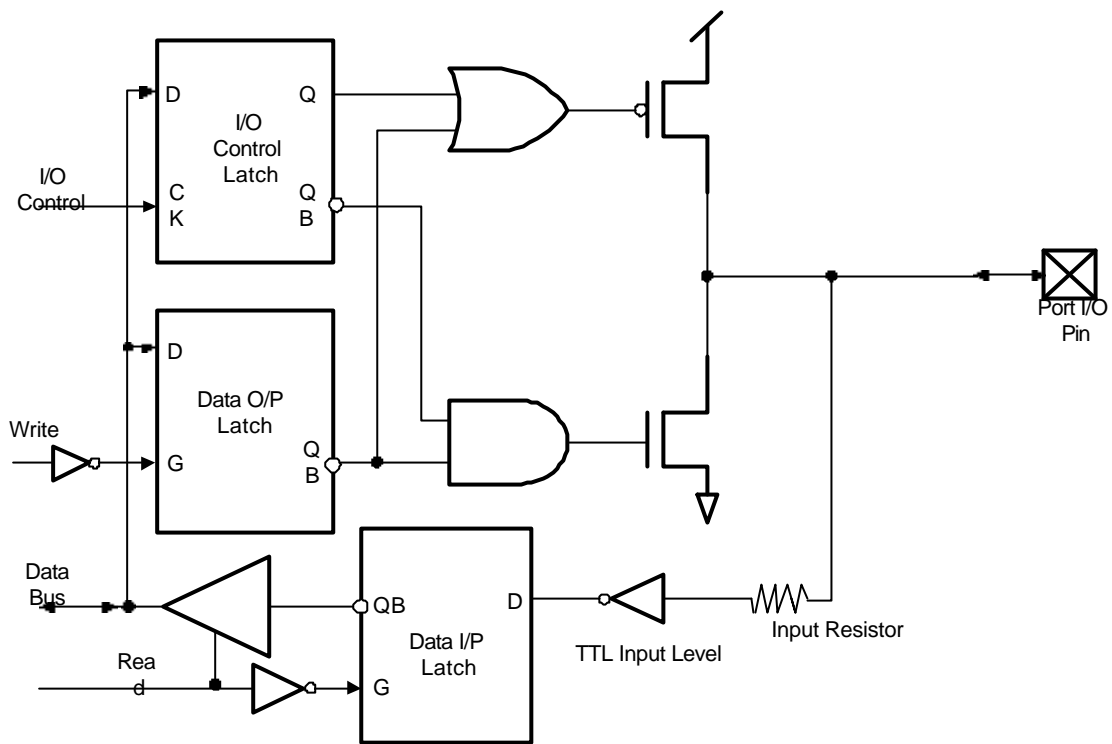 D
Q
I/O
Control
Latch
I/O
Control
C
K
Q
B
Port I/O
Pin
D
Data O/P
Latch
Write
G
Q
B
Data
Bus
QB
D
Data I/P
Latch
TTL Input Level
Input Resistor
Rea
d
G